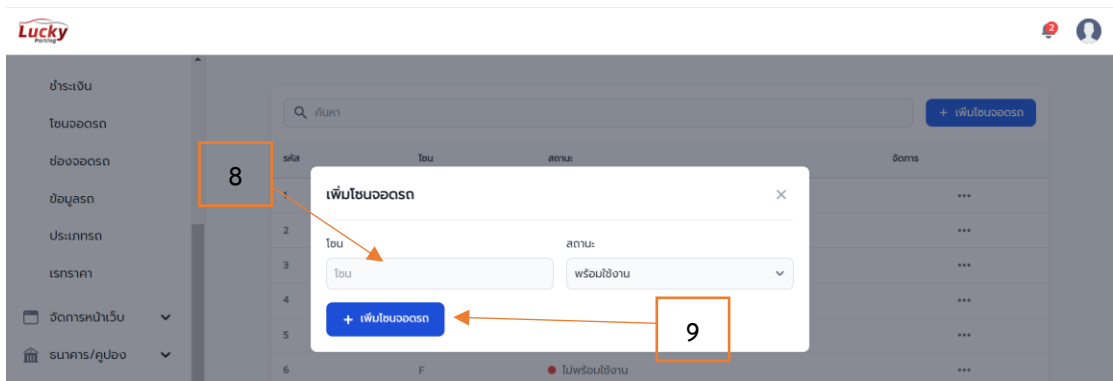 Lucky
Parking
2
ชำระเงิน
โซนจอดรถ
ช่องจอดรถ
ข้อมูลรถ
ประเภทรถ
เรทราคา
จัดการหน้าเว็บ
ธนาคาร/คูปอง
ค้นหา
+ เพิ่มโซนจอดรถ
รหัส โซน สถานะ จัดการ
8
1
เพิ่มโซนจอดรถ
2
โซน สถานะ
3
โซน พร้อมใช้งาน
4
+ เพิ่มโซนจอดรถ
9
5
6 F ไม่พร้อมใช้งาน